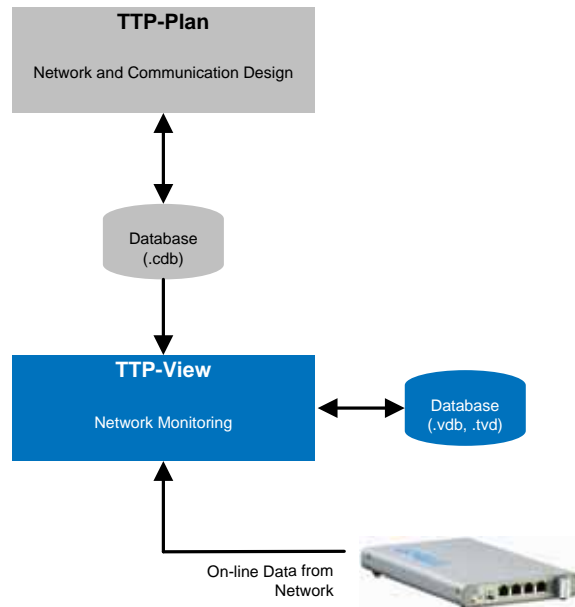 TTP-Plan
Network and Communication Design
Database
(.cdb)
TTP-View
Network Monitoring
Database
(.vdb, .tvd)
On-line Data from
Network